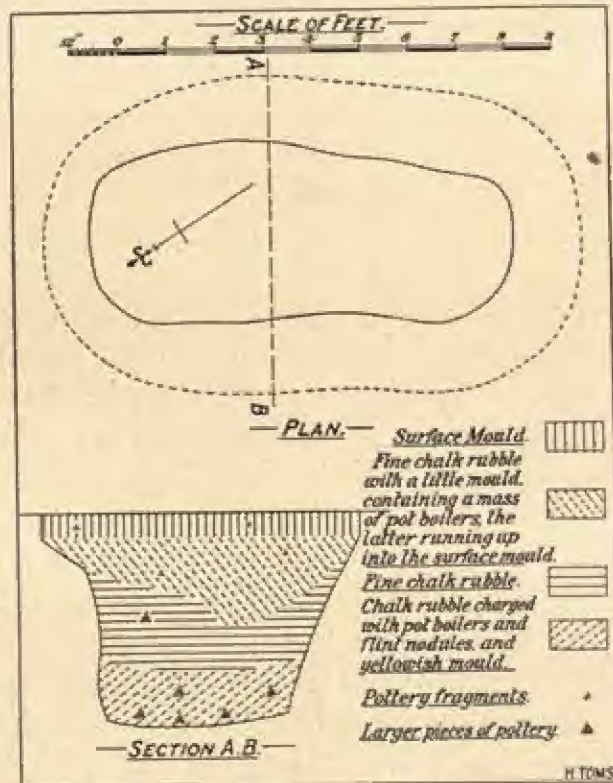 SCALE OF FEET.
12" 0 1 2 3 4 5 6 7 8 9
A
B
PLAN.
Surface Mould.
Fine chalk rubble
with a little mould,
containing a mass
of pot boilers, the
latter running up
into the surface mould.
Fine chalk rubble.
Chalk rubble charged
with pot boilers and
flint nodules, and
yellowish mould.
Pottery fragments.
Larger pieces of pottery
SECTION A.B.
H.TOMS